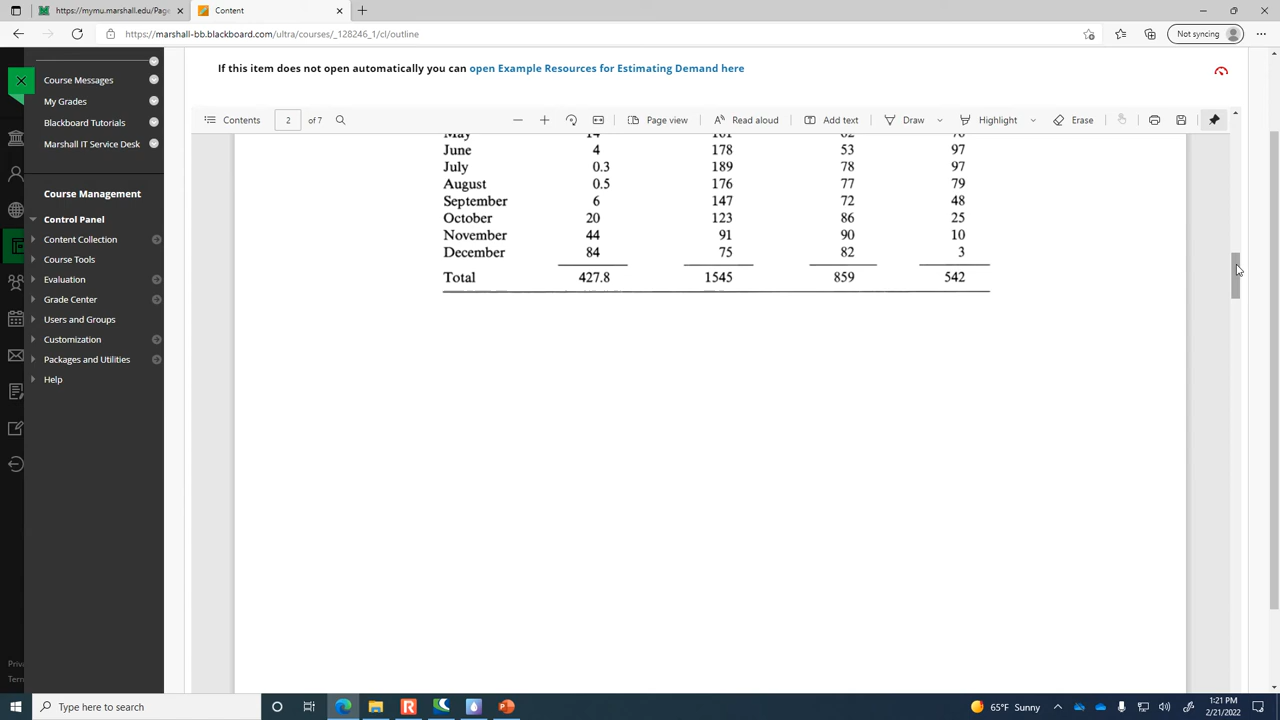 https://mymu.marshall.edu/Page
Content
https://marshall-bb.blackboard.com/ultra/courses/_128246_1/cl/outline
Not syncing
Course Messages
My Grades
Blackboard Tutorials
Marshall IT Service Desk
Course Management
Control Panel
Content Collection
Course Tools
Evaluation
Grade Center
Users and Groups
Customization
Packages and Utilities
Help
Priva
Term
If this item does not open automatically you can open Example Resources for Estimating Demand here
Contents 2 of 7 Page view Read aloud Add text Draw Highlight Erase
May 14
June 4 178 53 97
July 0.3 189 78 97
August 0.5 176 77 79
September 6 147 72 48
October 20 123 86 25
November 44 91 90 10
December 84 75 82 3
Total 427.8 1545 859 542
Type here to search
65°F Sunny
1:21 PM
2/21/2022